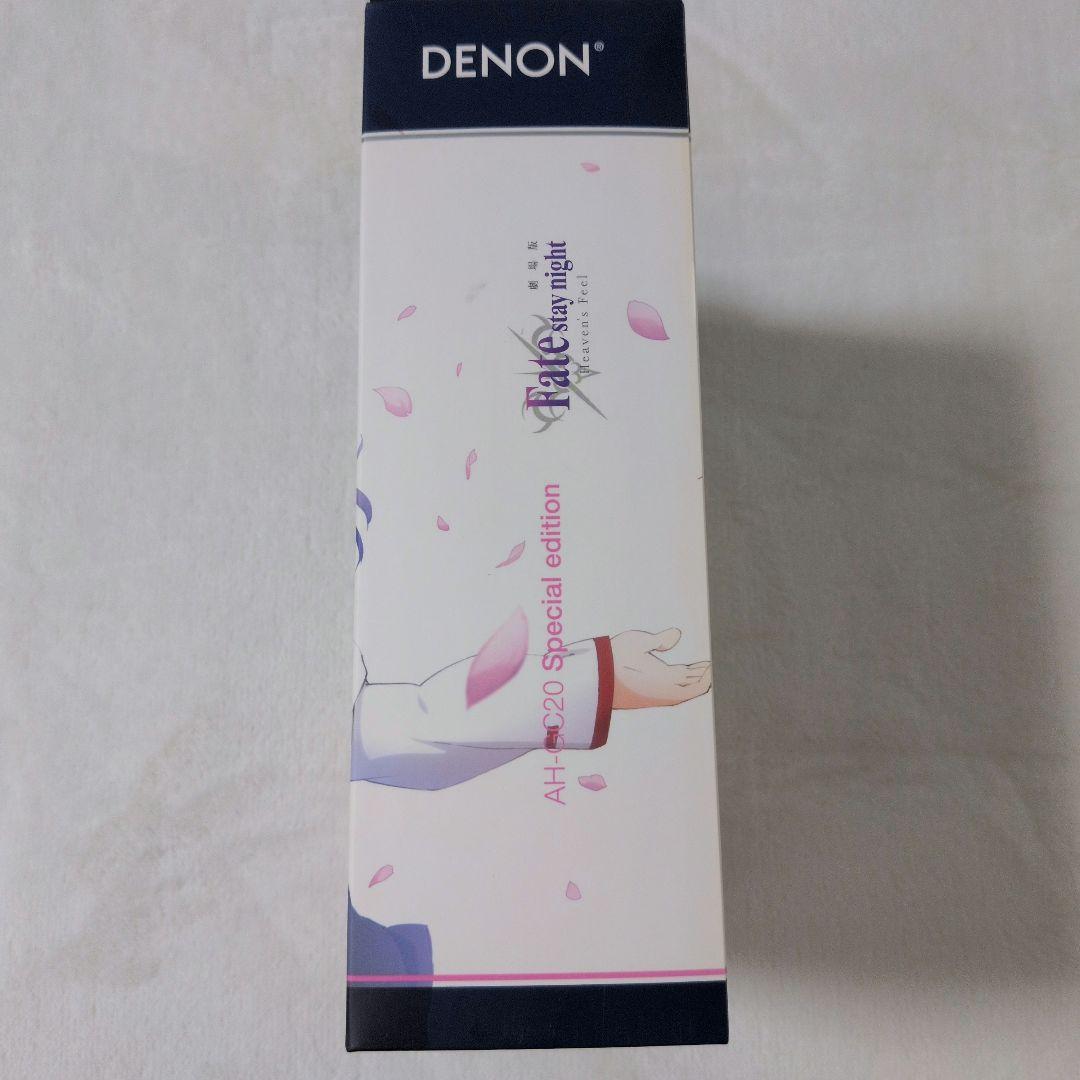 DENON®
劇場版
Fate stay night
Heaven's Feel
AH-GC20 Special edition